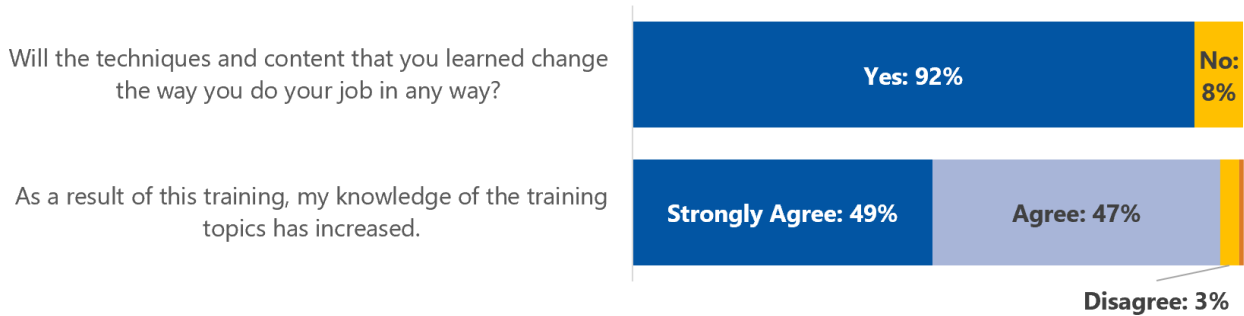 Will the techniques and content that you learned change
the way you do your job in any way?
Yes: 92%
No:
8%
As a result of this training, my knowledge of the training
topics has increased.
Strongly Agree: 49%
Agree: 47%
Disagree: 3%